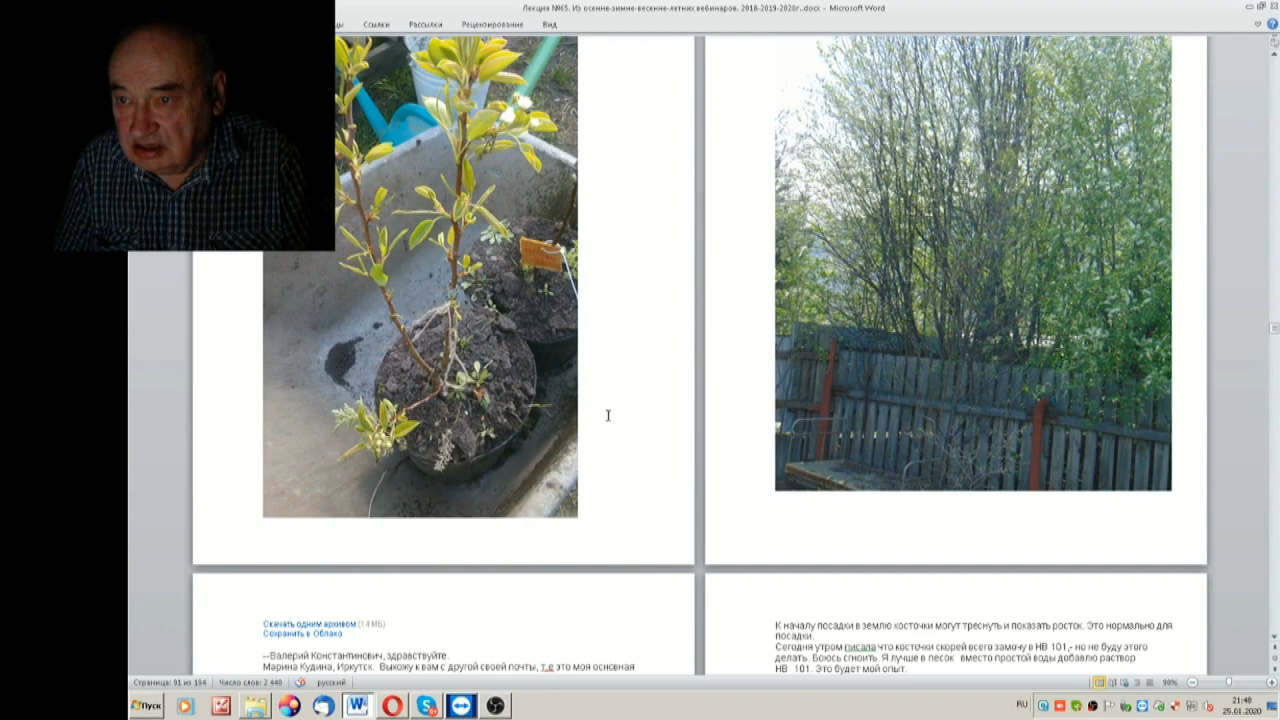 Лекция №65. Из осенне-зимне-весенне-летних вебинаров. 2018-2019-2020г..docx - Microsoft Word
Ссылки Рассылки Рецензирование Вид
Скачать одним архивом (14 МБ)
Сохранить в Облако
--Валерий Константинович, здравствуйте.
Марина Кудина, Иркутск. Выхожу к вам с другой своей почты, т.е это моя основная
К началу посадки в землю косточки могут треснуть и показать росток. Это нормально для
посадки.
Сегодня утром писала что косточки скорей всего замочу в НВ 101,- но не буду этого
делать. Боюсь сгноить. Я лучше в песок вместо простой воды добавлю раствор
НВ 101. Это будет мой опыт.
Страница: 91 из 194 Число слов: 2 440 русский 90%
Пуск RU 21:48
25.01.2020